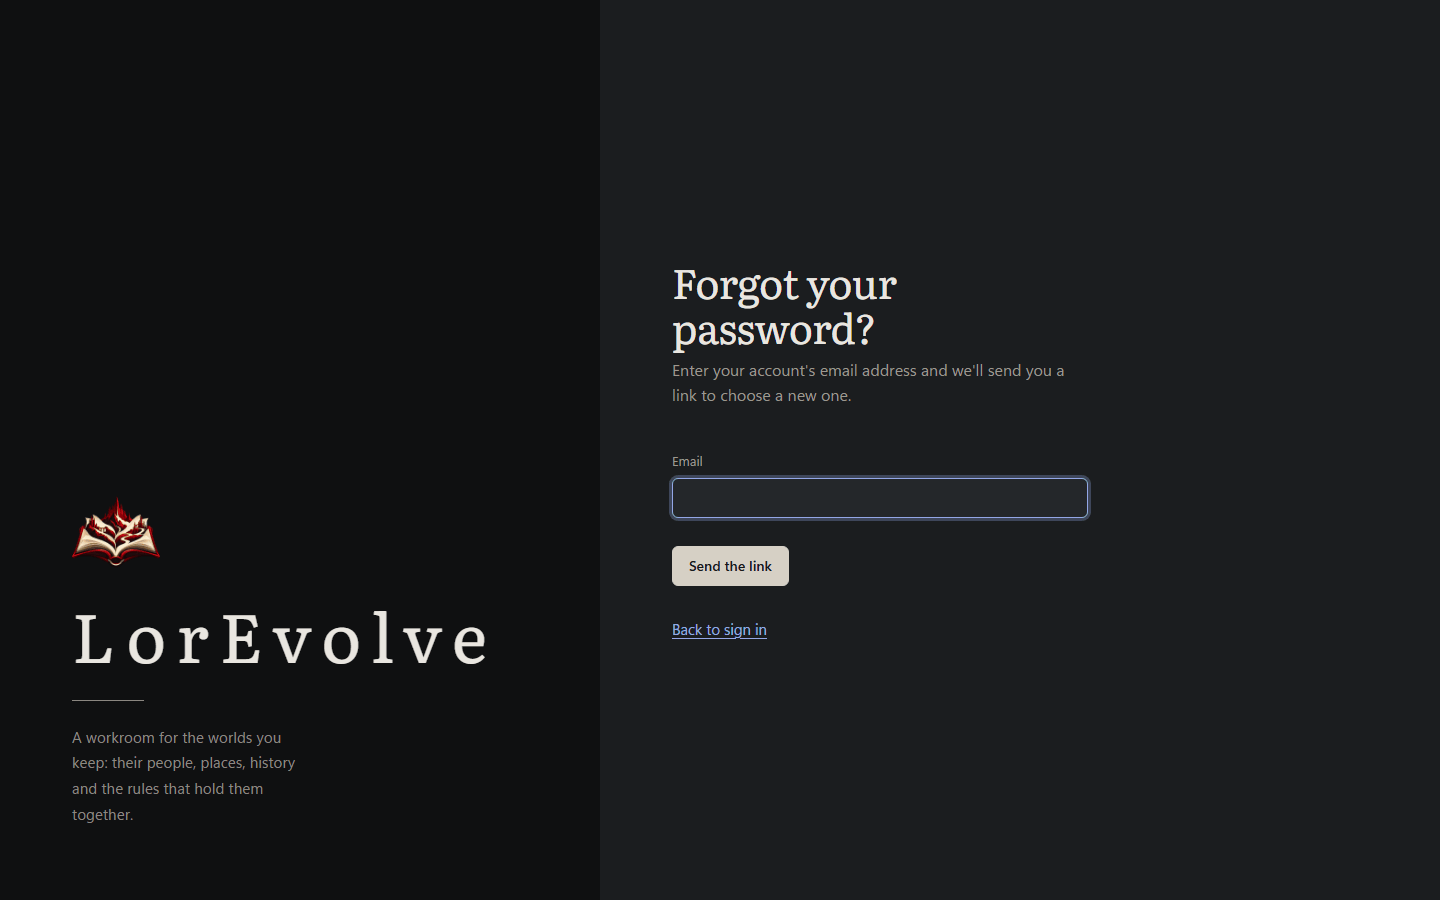 LorEvolve
A workroom for the worlds you
keep: their people, places, history
and the rules that hold them
together.
Forgot your
password?
Enter your account's email address and we'll send you a
link to choose a new one.
Email
Send the link
Back to sign in